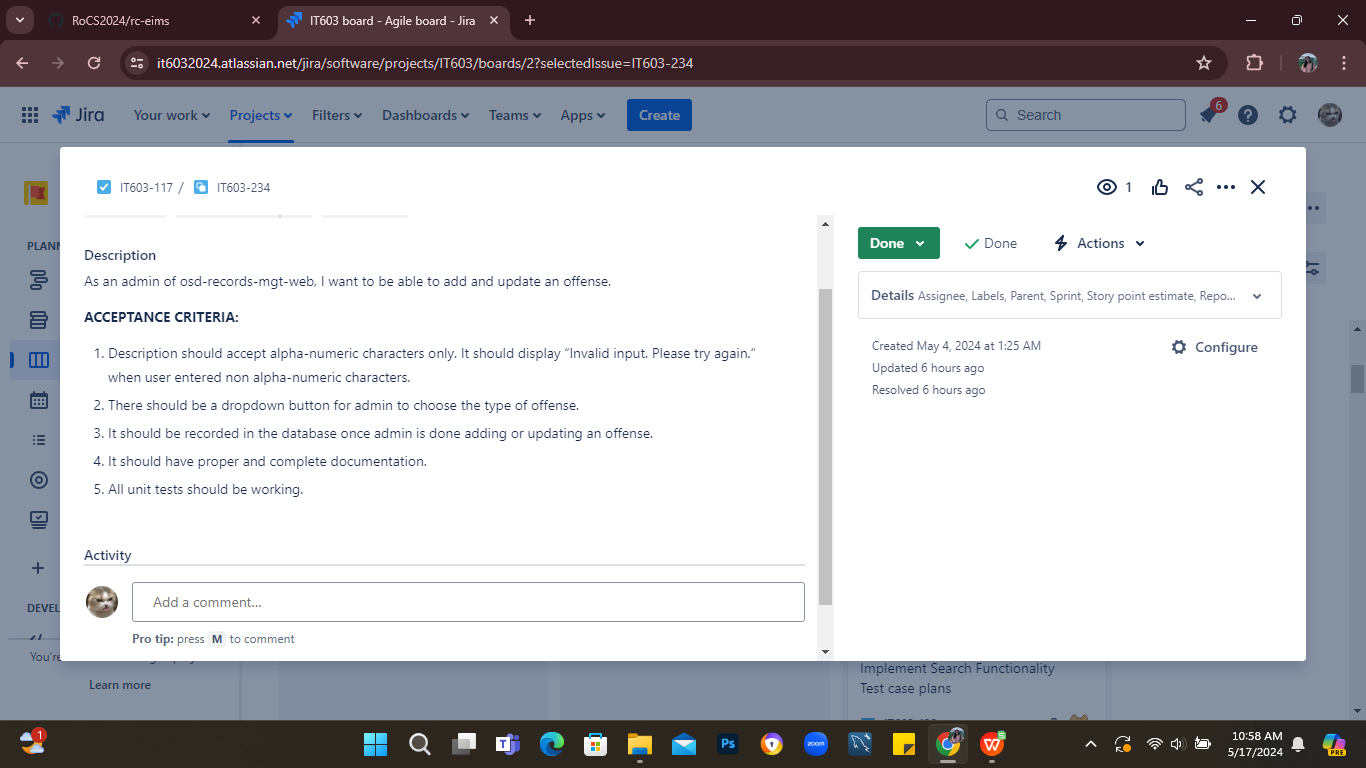 RoCS2024/rc-eims
IT603 board - Agile board - Jira
it6032024.atlassian.net/jira/software/projects/IT603/boards/2?selectedIssue=IT603-234
Jira
Your work
Projects
Filters
Dashboards
Teams
Apps
Create
Search
6
IT603-117 / IT603-234
1
PLANN
DEVEL
You're
Learn more
Description
As an admin of osd-records-mgt-web, I want to be able to add and update an offense.
ACCEPTANCE CRITERIA:
1. Description should accept alpha-numeric characters only. It should display “Invalid input. Please try again.”
when user entered non alpha-numeric characters.
2. There should be a dropdown button for admin to choose the type of offense.
3. It should be recorded in the database once admin is done adding or updating an offense.
4. It should have proper and complete documentation.
5. All unit tests should be working.
Activity
Add a comment…
Pro tip: press M to comment
Done
Done
Actions
Details Assignee, Labels, Parent, Sprint, Story point estimate, Repo...
Created May 4, 2024 at 1:25 AM
Updated 6 hours ago
Resolved 6 hours ago
Configure
Implement Search Functionality
Test case plans
1
Ps
zoom
PRE
10:58 AM
5/17/2024